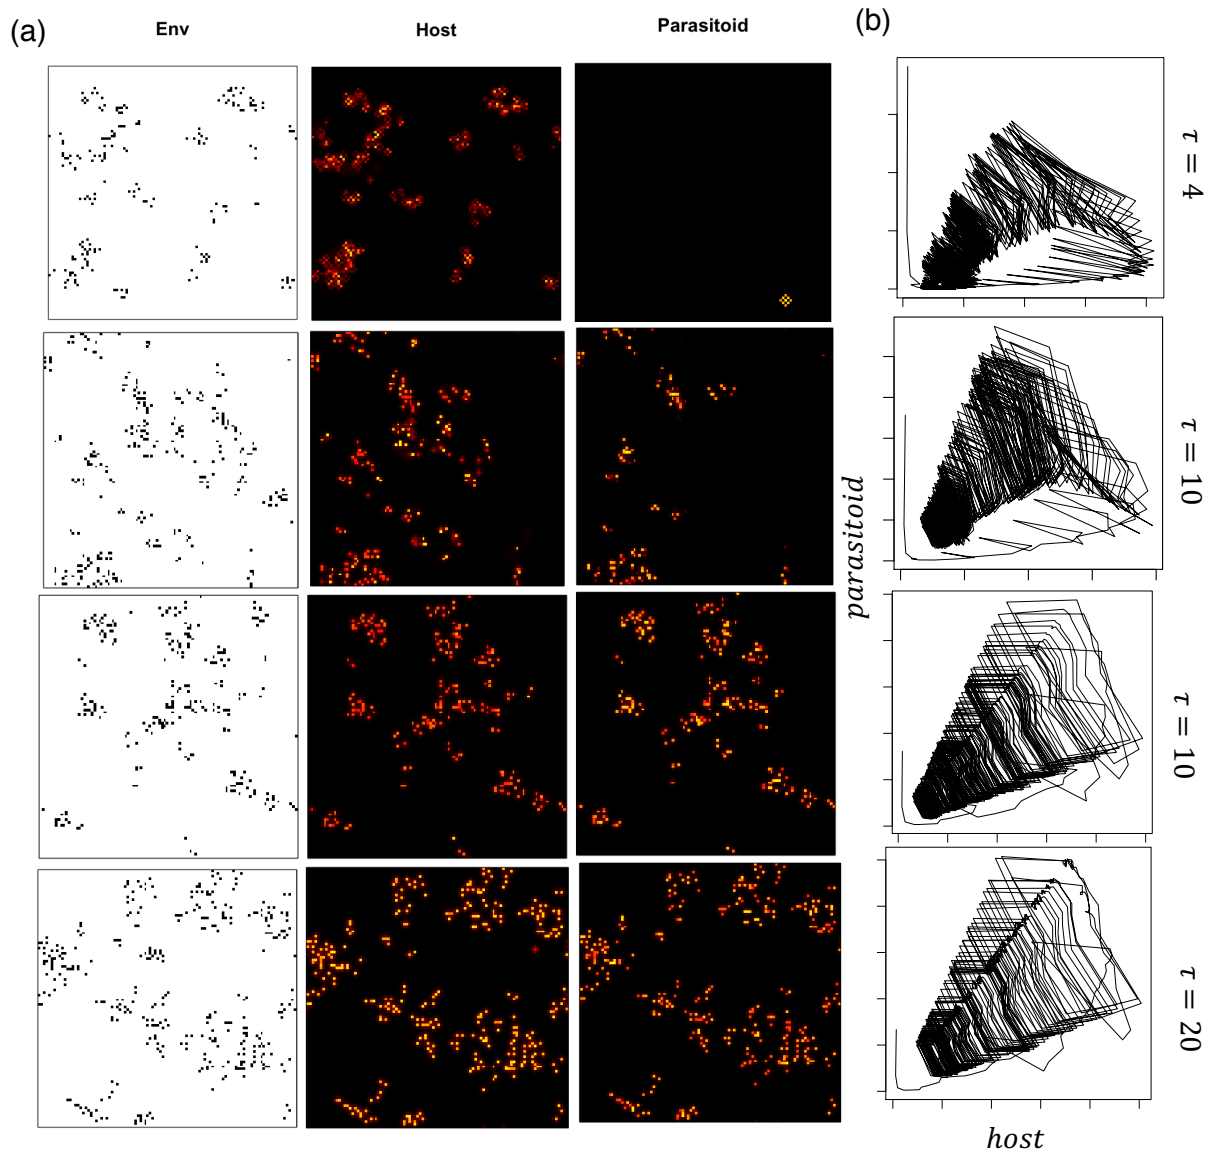 (a)
Env
Host
Parasitoid
(b)
τ = 4
τ = 10
parasitoid
τ = 10
τ = 20
host